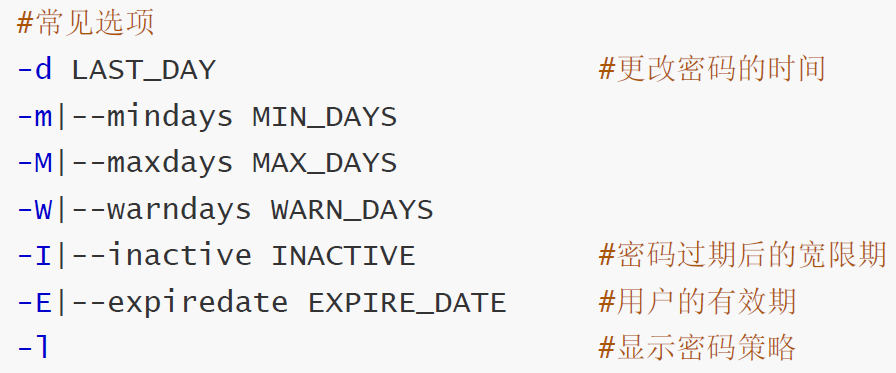 #常见选项
-d LAST_DAY #更改密码的时间
-m|--mindays MIN_DAYS
-M|--maxdays MAX_DAYS
-W|--warndays WARN_DAYS
-I|--inactive INACTIVE #密码过期后的宽限期
-E|--expiredate EXPIRE_DATE #用户的有效期
-l #显示密码策略